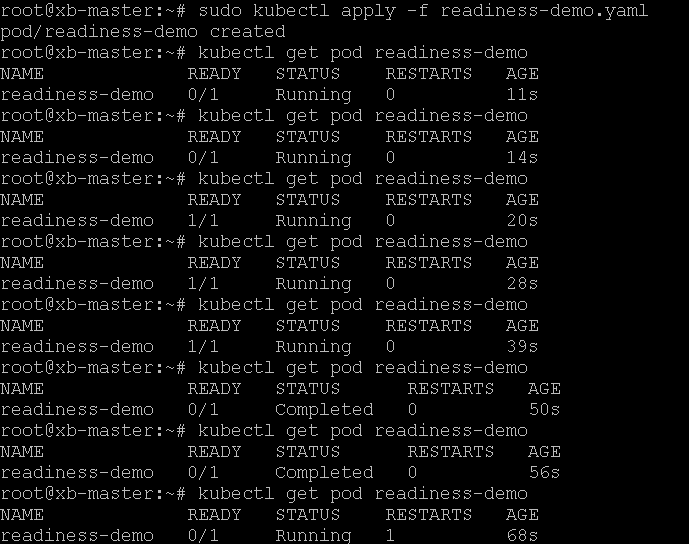 root@xb-master:~# sudo kubectl apply -f readiness-demo.yaml
pod/readiness-demo created
root@xb-master:~# kubectl get pod readiness-demo
NAME READY STATUS RESTARTS AGE
readiness-demo 0/1 Running 0 11s
root@xb-master:~# kubectl get pod readiness-demo
NAME READY STATUS RESTARTS AGE
readiness-demo 0/1 Running 0 14s
root@xb-master:~# kubectl get pod readiness-demo
NAME READY STATUS RESTARTS AGE
readiness-demo 1/1 Running 0 20s
root@xb-master:~# kubectl get pod readiness-demo
NAME READY STATUS RESTARTS AGE
readiness-demo 1/1 Running 0 28s
root@xb-master:~# kubectl get pod readiness-demo
NAME READY STATUS RESTARTS AGE
readiness-demo 1/1 Running 0 39s
root@xb-master:~# kubectl get pod readiness-demo
NAME READY STATUS RESTARTS AGE
readiness-demo 0/1 Completed 0 50s
root@xb-master:~# kubectl get pod readiness-demo
NAME READY STATUS RESTARTS AGE
readiness-demo 0/1 Completed 0 56s
root@xb-master:~# kubectl get pod readiness-demo
NAME READY STATUS RESTARTS AGE
readiness-demo 0/1 Running 1 68s